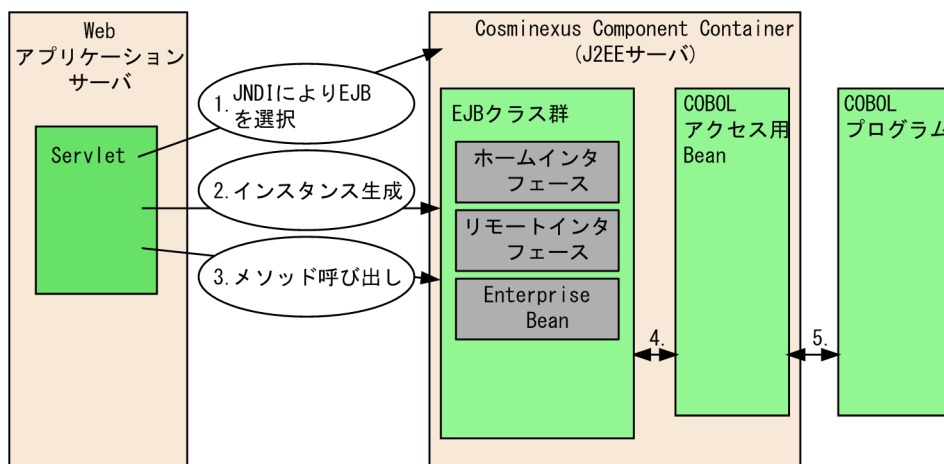 Web
アプリケーション
サーバ
Servlet
1.JNDIによりEJB
を選択
2.インスタンス生成
3.メソッド呼び出し
Cosminexus Component Container
(J2EEサーバ)
EJBクラス群
ホームインタ
フェース
リモートインタ
フェース
Enterprise
Bean
4.
COBOL
アクセス用
Bean
5.
COBOL
プログラム